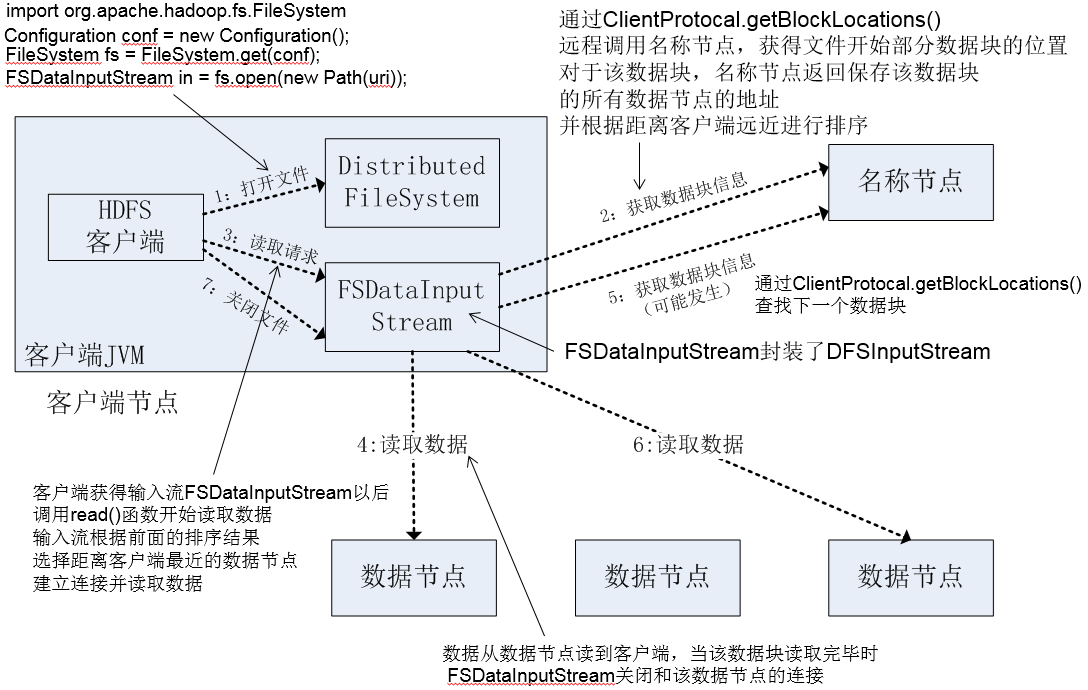 import org.apache.hadoop.fs.FileSystem
Configuration conf = new Configuration();
FileSystem fs = FileSystem.get(conf);
FSDataInputStream in = fs.open(new Path(uri));
通过ClientProtocal.getBlockLocations()
远程调用名称节点，获得文件开始部分数据块的位置
对于该数据块，名称节点返回保存该数据块
的所有数据节点的地址
并根据距离客户端远近进行排序
HDFS
客户端
1：打开文件
Distributed
FileSystem
2：获取数据块信息
名称节点
3：读取请求
7：关闭文件
FSDataInput
Stream
5：获取数据块信息
（可能发生）
通过ClientProtocal.getBlockLocations()
查找下一个数据块
客户端JVM
FSDataInputStream封装了DFSInputStream
客户端节点
4:读取数据
6:读取数据
客户端获得输入流FSDataInputStream以后
调用read()函数开始读取数据
输入流根据前面的排序结果
选择距离客户端最近的数据节点
建立连接并读取数据
数据节点
数据节点
数据节点
数据从数据节点读到客户端，当该数据块读取完毕时
FSDataInputStream关闭和该数据节点的连接